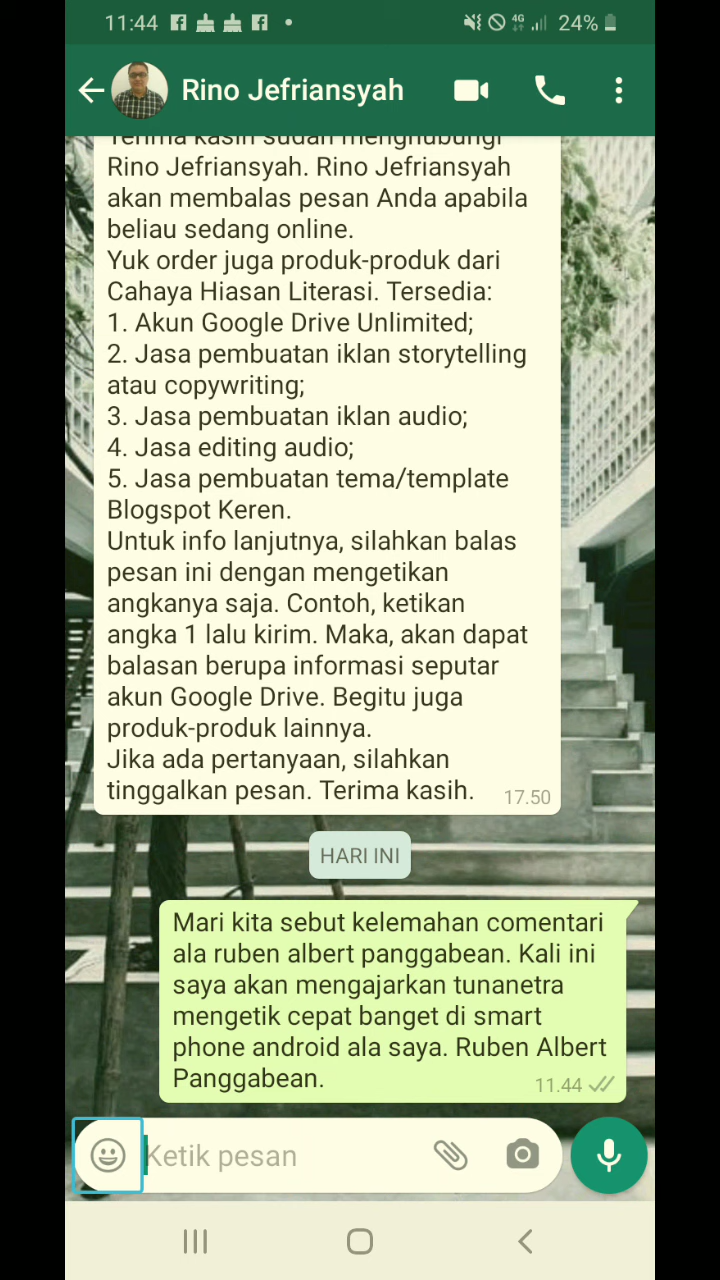 11:44
4G
24%
Rino Jefriansyah
Terima kasih sudah menghubungi
Rino Jefriansyah. Rino Jefriansyah
akan membalas pesan Anda apabila
beliau sedang online.
Yuk order juga produk-produk dari
Cahaya Hiasan Literasi. Tersedia:
1. Akun Google Drive Unlimited;
2. Jasa pembuatan iklan storytelling
atau copywriting;
3. Jasa pembuatan iklan audio;
4. Jasa editing audio;
5. Jasa pembuatan tema/template
Blogspot Keren.
Untuk info lanjutnya, silahkan balas
pesan ini dengan mengetikan
angkanya saja. Contoh, ketikan
angka 1 lalu kirim. Maka, akan dapat
balasan berupa informasi seputar
akun Google Drive. Begitu juga
produk-produk lainnya.
Jika ada pertanyaan, silahkan
tinggalkan pesan. Terima kasih.
17.50
HARI INI
Mari kita sebut kelemahan comentari
ala ruben albert panggabean. Kali ini
saya akan mengajarkan tunanetra
mengetik cepat banget di smart
phone android ala saya. Ruben Albert
Panggabean.
11.44
Ketik pesan